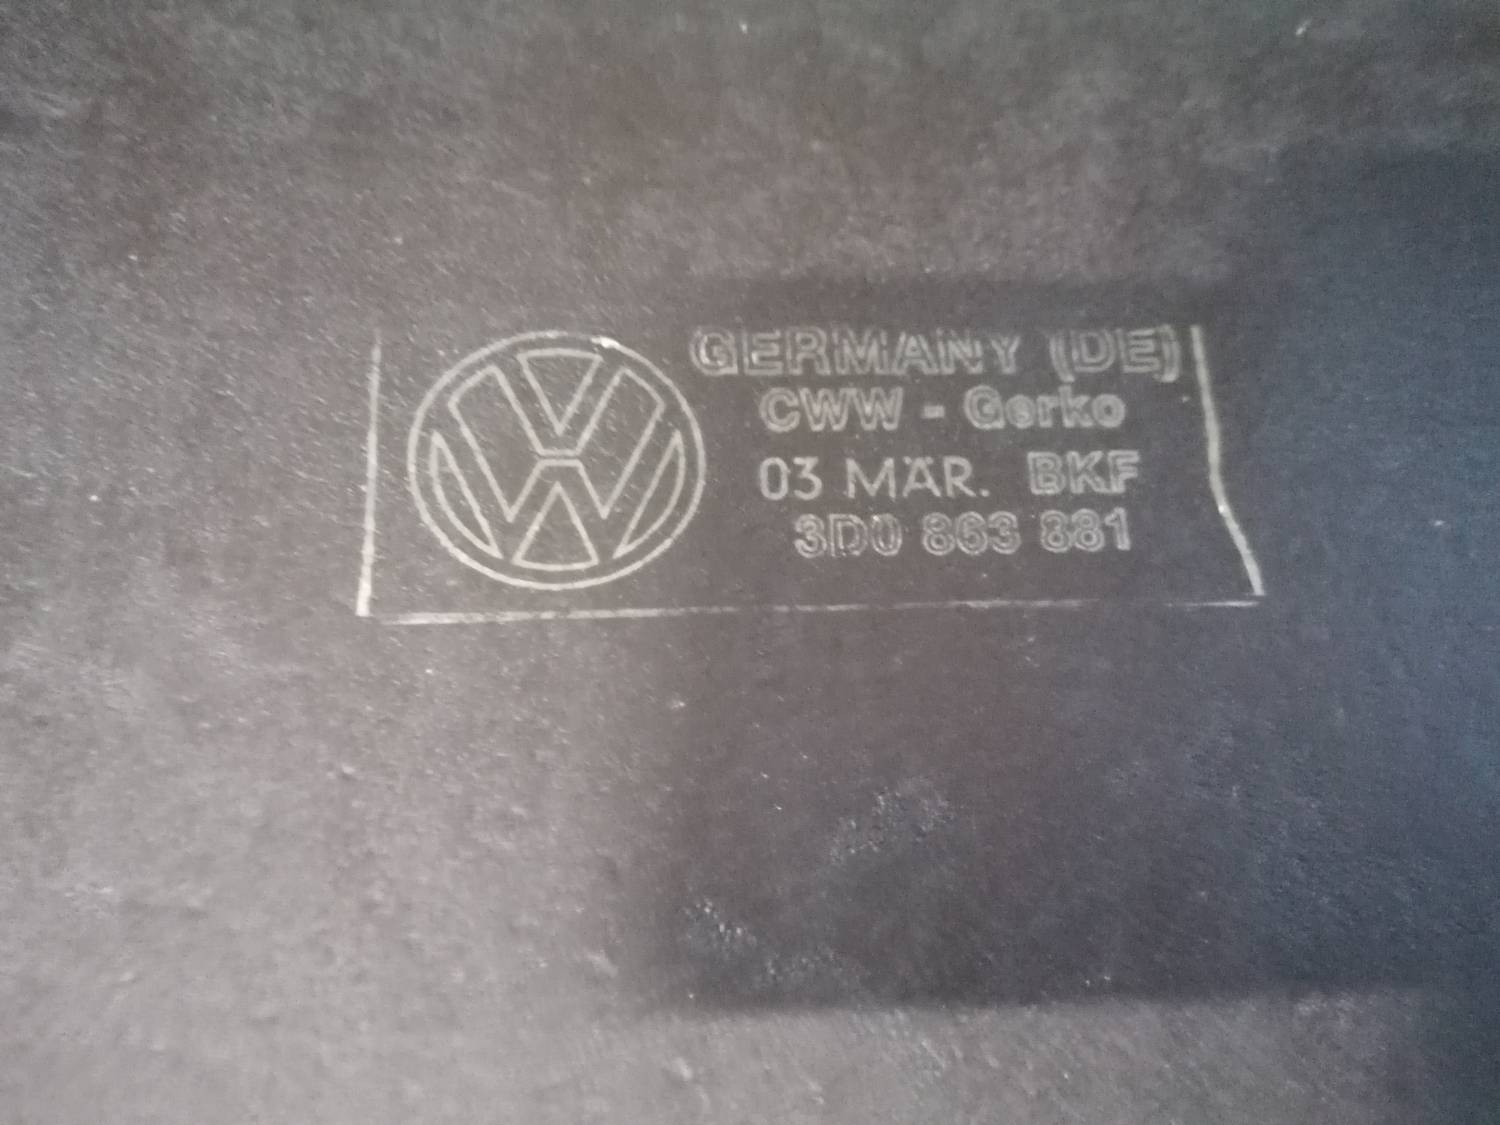 GERMANY (DE)
CWW - Gerko
03 MÄR. BKF
3D0 863 881